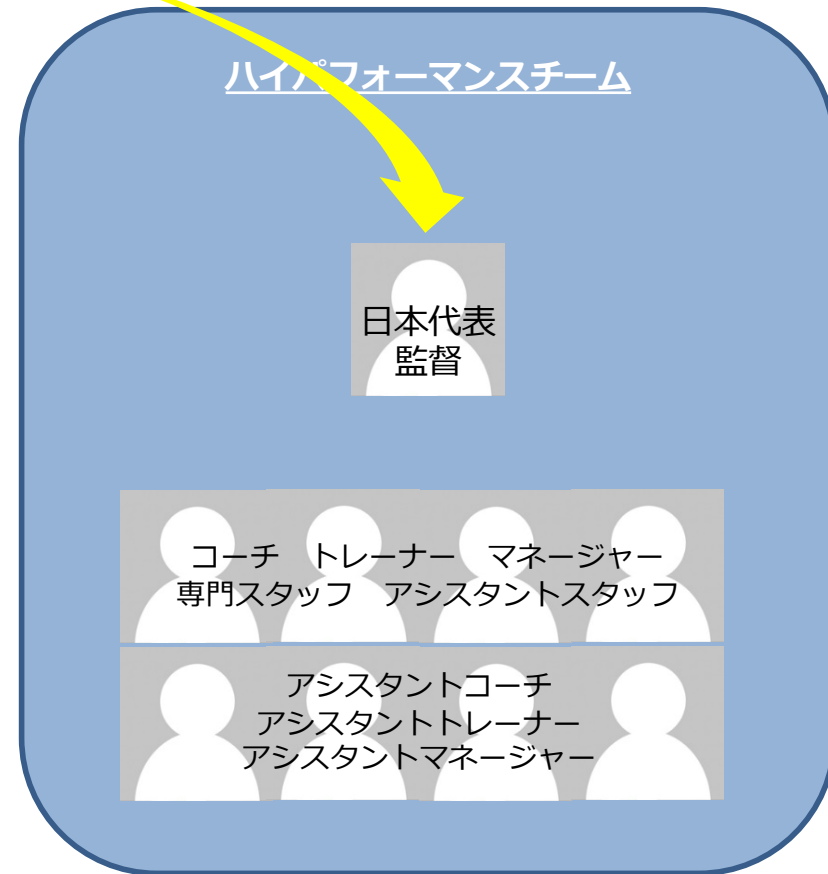 ハイパフォーマンスチーム
日本代表
監督
コーチ　トレーナー　マネージャー
専門スタッフ　アシスタントスタッフ
アシスタントコーチ
アシスタントトレーナー
アシスタントマネージャー